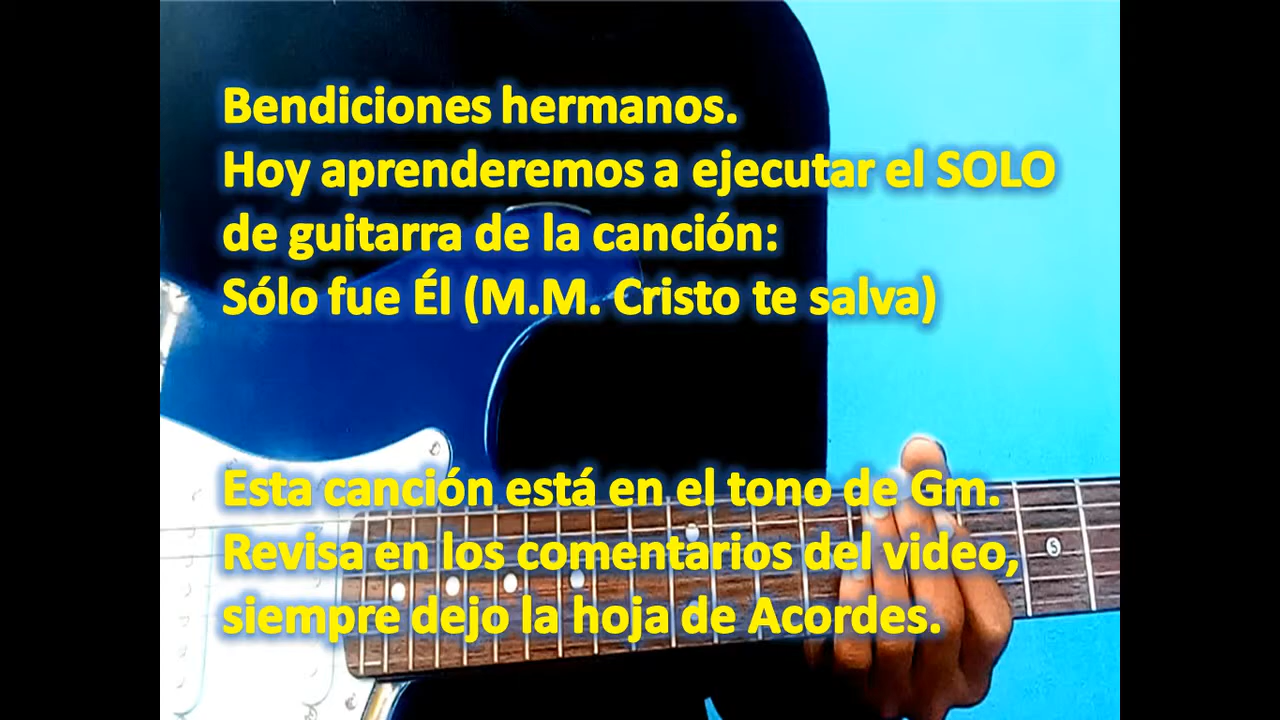 Bendiciones hermanos.
Hoy aprenderemos a ejecutar el SOLO
de guitarra de la canción:
Sólo fue Él (M.M. Cristo te salva)
Esta canción está en el tono de Gm.
Revisa en los comentarios del video,
siempre dejo la hoja de Acordes.
5